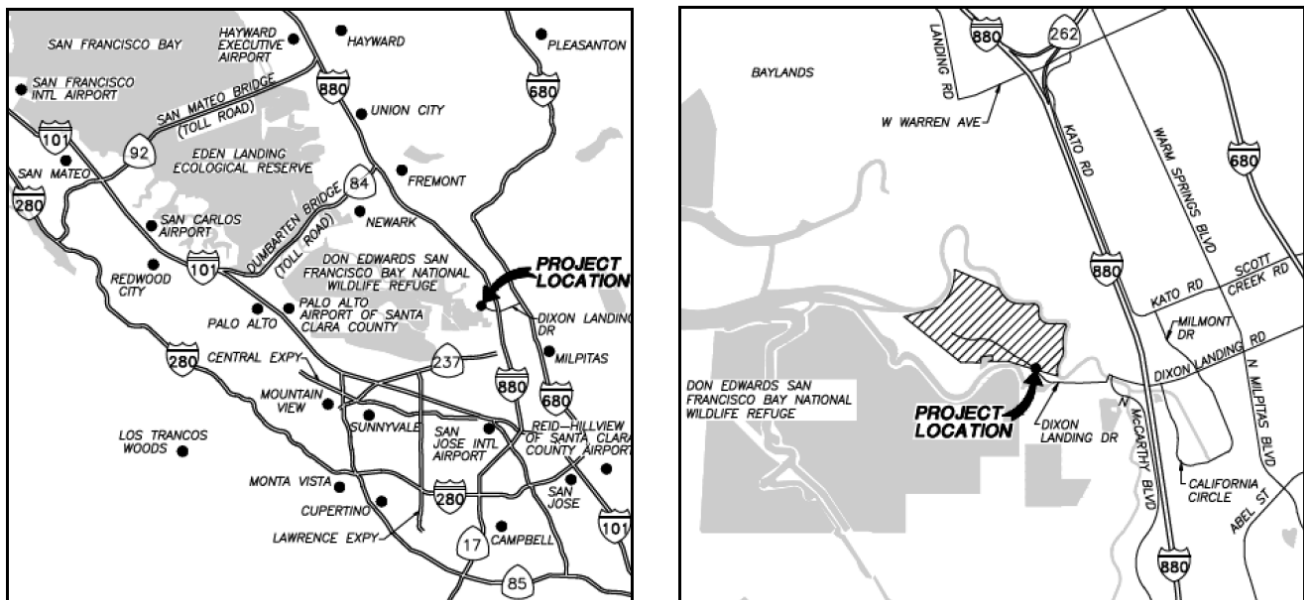 SAN FRANCISCO BAY
HAYWARD
EXECUTIVE
AIRPORT
HAYWARD
PLEASANTON
SAN FRANCISCO
INTL AIRPORT
880
680
SAN MATEO BRIDGE
(TOLL ROAD)
UNION CITY
101
92
EDEN LANDING
ECOLOGICAL RESERVE
SAN MATEO
280
84
FREMONT
SAN CARLOS
AIRPORT
DUMBARTEN BRIDGE
(TOLL ROAD)
NEWARK
101
REDWOOD
CITY
DON EDWARDS SAN
FRANCISCO BAY NATIONAL
WILDLIFE REFUGE
PROJECT
LOCATION
PALO ALTO
PALO ALTO
AIRPORT OF SANTA
CLARA COUNTY
DIXON LANDING
DR
280
CENTRAL EXPY
237
MILPITAS
880
680
MOUNTAIN
VIEW
SUNNYVALE
LOS TRANCOS
WOODS
SAN
JOSE INTL
AIRPORT
REID-HILLVIEW
OF SANTA CLARA
COUNTY AIRPORT
MONTA VISTA
280
SAN
JOSE
CUPERTINO
LAWRENCE EXPY
17
CAMPBELL
101
85
LANDING
RD
880
262
BAYLANDS
W WARREN AVE
KATO RD
WARM SPRINGS BLVD
680
880
KATO RD
SCOTT
CREEK RD
MILMONT
DR
DIXON LANDING RD
DON EDWARDS SAN
FRANCISCO BAY NATIONAL
WILDLIFE REFUGE
PROJECT
LOCATION
DIXON
LANDING DR
N McCARTHY BLVD
N MILPITAS BLVD
CALIFORNIA
CIRCLE
ABEL ST
880